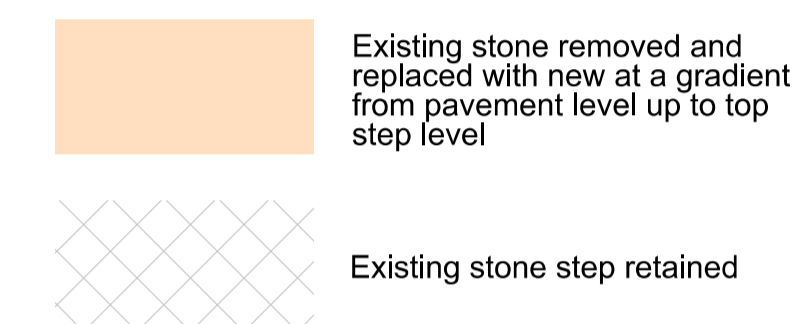 Existing stone removed and
replaced with new at a gradient
from pavement level up to top
step level
Existing stone step retained